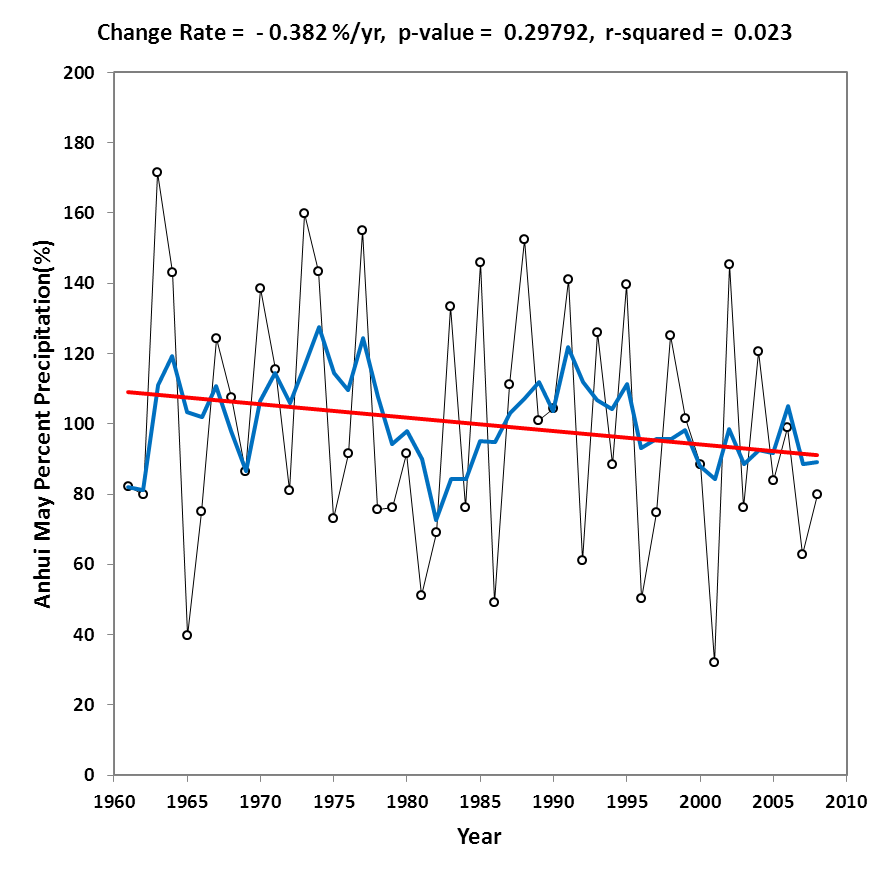 Change Rate = - 0.382 %/yr, p-value = 0.29792, r-squared = 0.023
200
180
160
140
120
100
80
60
40
20
0
Anhui May Percent Precipitation(%)
1960 1965 1970 1975 1980 1985 1990 1995 2000 2005 2010
Year